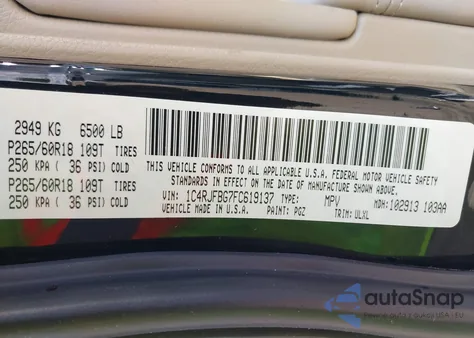 2949 KG 6500 LB
P265/60R18 109T TIRES
250 KPA ( 36 PSI) COLD
P265/60R18 109T TIRES
250 KPA ( 36 PSI) COLD
THIS VEHICLE CONFORMS TO ALL APPLICABLE U.S.A. FEDERAL MOTOR VEHICLE SAFETY
STANDARDS IN EFFECT ON THE DATE OF MANUFACTURE SHOWN ABOVE.
VIN: 1C4RJFBG7FC619137 TYPE: MPV MDH: 102913 103AA
VEHICLE MADE IN U.S.A. PAINT: PGZ TRIM: ULXL
autoSnap